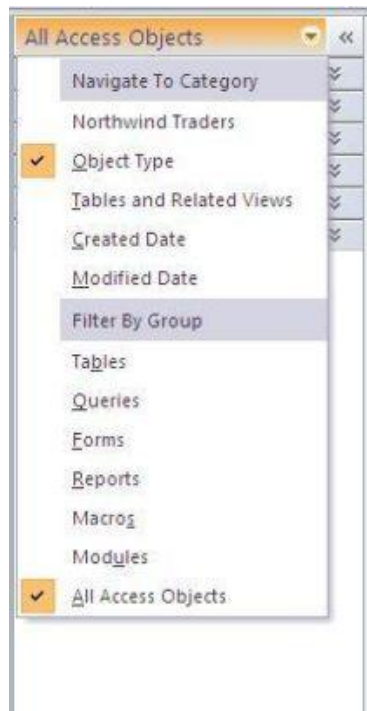 All Access Objects
Navigate To Category
Northwind Traders
Object Type
Tables and Related Views
Created Date
Modified Date
Filter By Group
Tables
Queries
Forms
Reports
Macros
Modules
All Access Objects